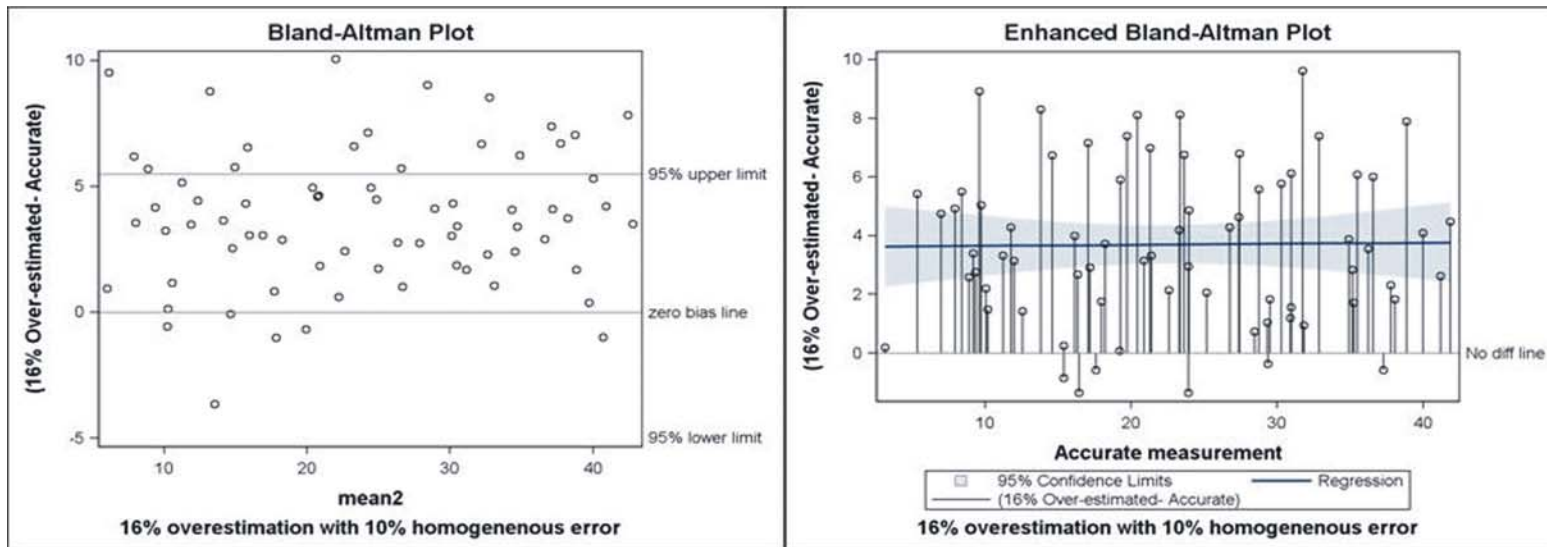 Bland-Altman Plot
(16% Over-estimated- Accurate)
10
5
0
-5
95% upper limit
zero bias line
95% lower limit
10 20 30 40
mean2
16% overestimation with 10% homogenenous error
Enhanced Bland-Altman Plot
(16% Over-estimated- Accurate)
10
8
6
4
2
0
No diff line
10 20 30 40
Accurate measurement
95% Confidence Limits Regression
(16% Over-estimated- Accurate)
16% overestimation with 10% homogenenous error